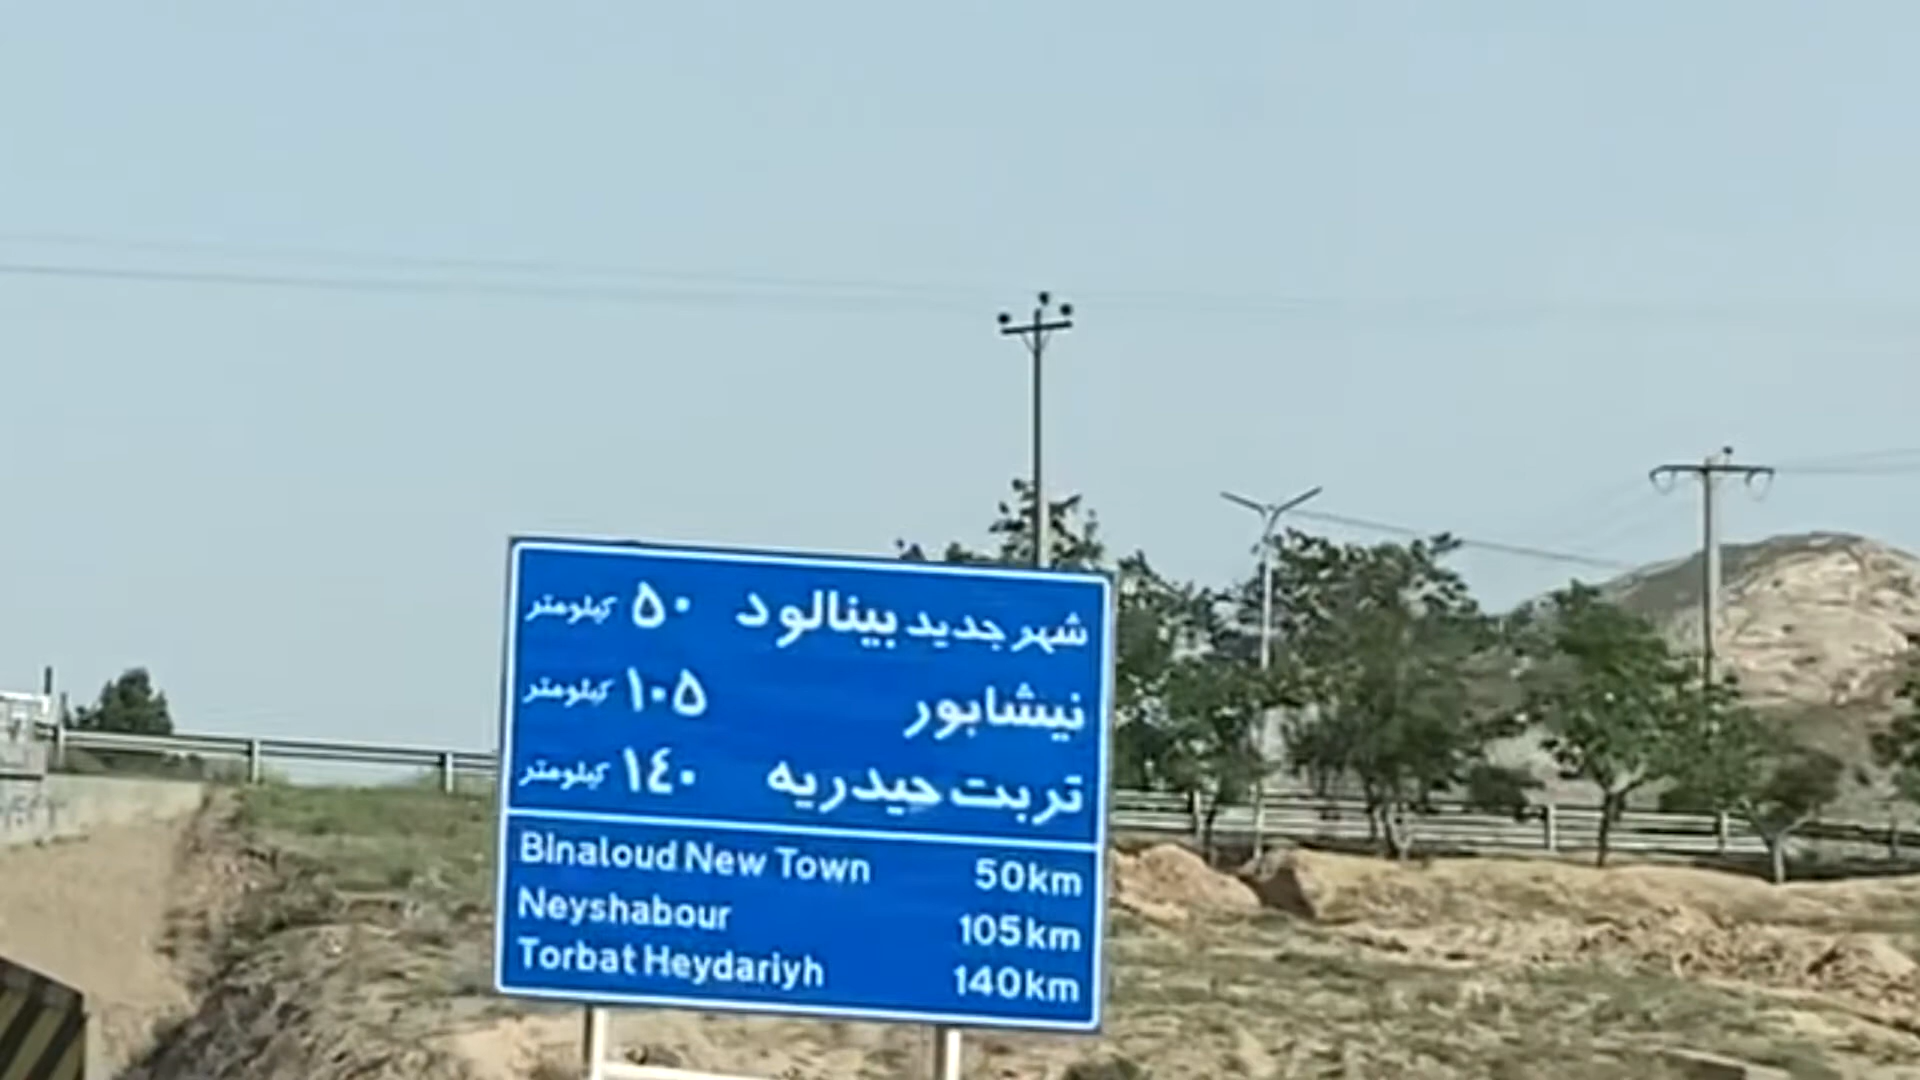 شهر جدید بینالود ۵۰ کیلومتر
نیشابور ۱۰۵ کیلومتر
تربت حیدریه ۱٤۰ کیلومتر
Binaloud New Town 50km
Neyshabour 105km
Torbat Heydariyh 140km